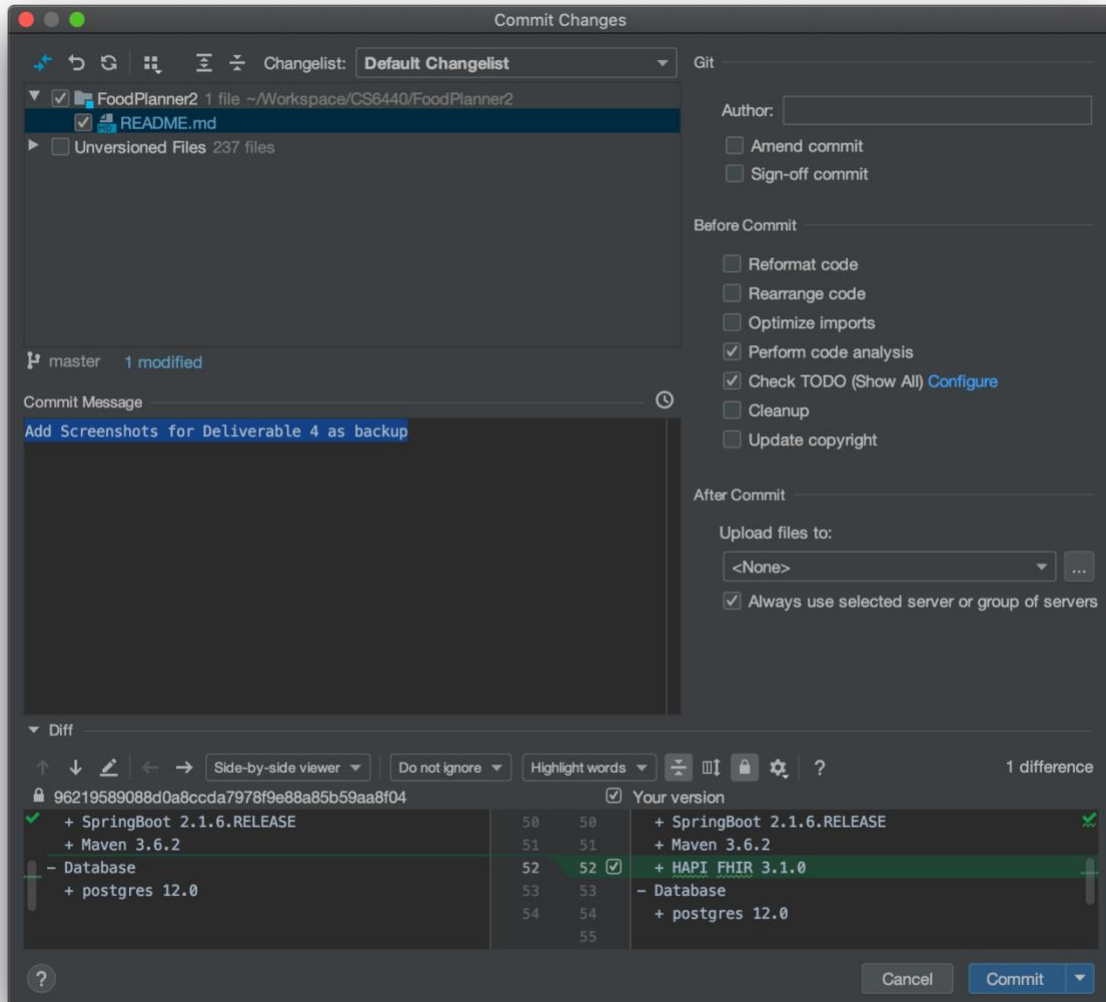 Commit Changes
Changelist: Default Changelist
FoodPlanner2 1 file ~/Workspace/CS6440/FoodPlanner2
README.md
Unversioned Files 237 files
master 1 modified
Commit Message
Add Screenshots for Deliverable 4 as backup
Git
Author:
Amend commit
Sign-off commit
Before Commit
Reformat code
Rearrange code
Optimize imports
Perform code analysis
Check TODO (Show All) Configure
Cleanup
Update copyright
After Commit
Upload files to:
<None> ...
Always use selected server or group of servers
Diff
Side-by-side viewer Do not ignore Highlight words ? 1 difference
96219589088d0a8ccda7978f9e88a85b59aa8f04 Your version
+ SpringBoot 2.1.6.RELEASE 50 50 + SpringBoot 2.1.6.RELEASE
+ Maven 3.6.2 51 51 + Maven 3.6.2
- Database 52 52 + HAPI FHIR 3.1.0
+ postgres 12.0 53 53 - Database
54 54 + postgres 12.0
55
? Cancel Commit